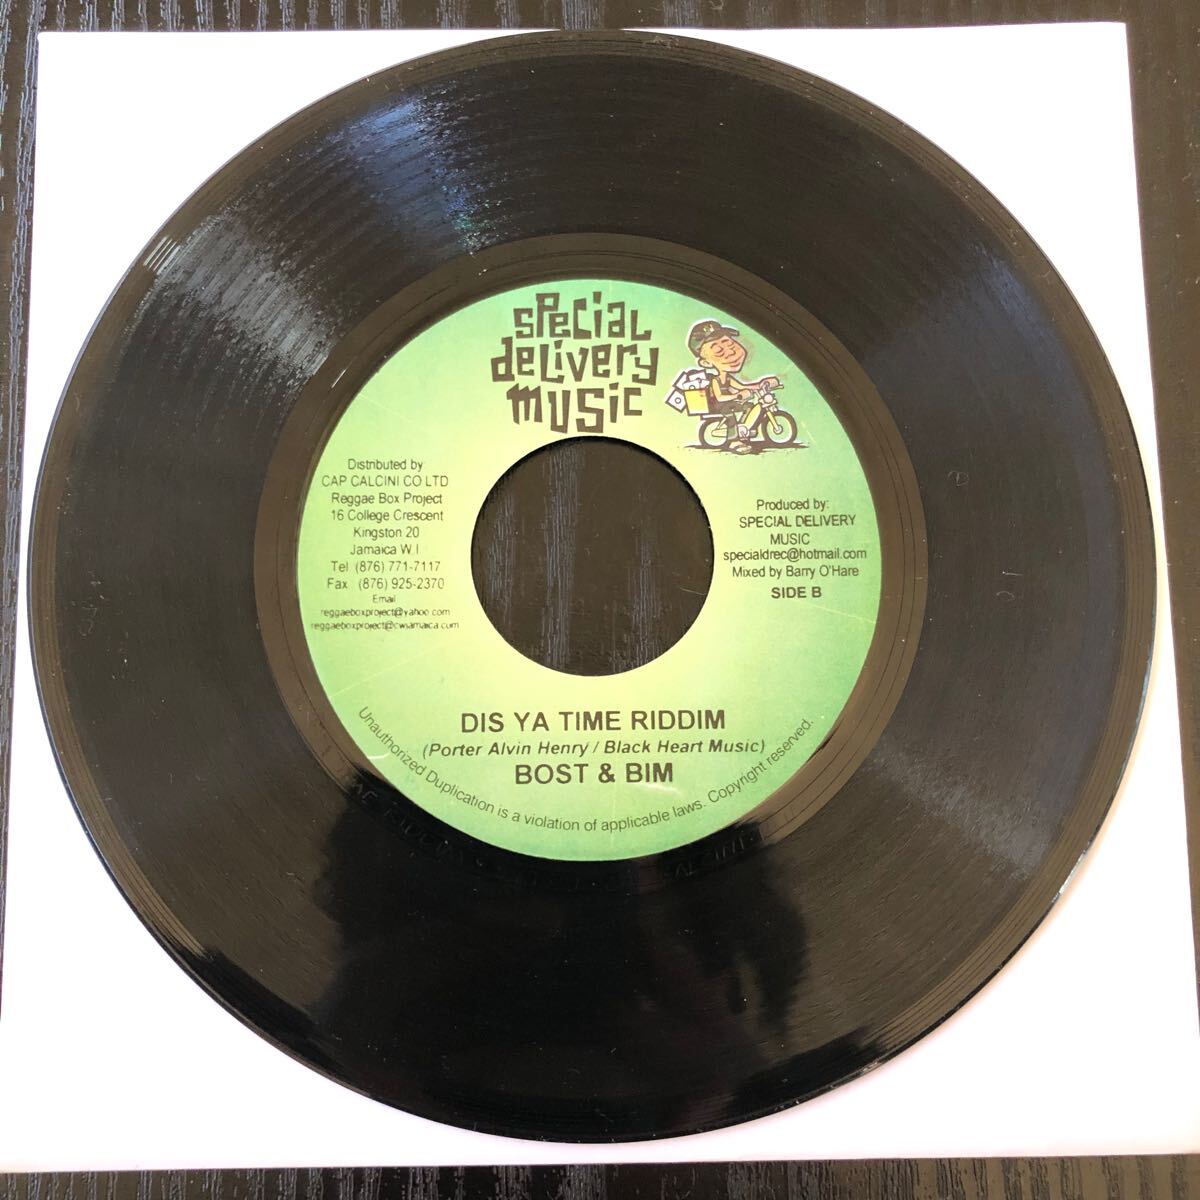 special
delivery
music
Distributed by
CAP CALCINI CO LTD
Reggae Box Project
16 College Crescent
Kingston 20
Jamaica W.I.
Tel (876) 771-7117
Fax (876) 925-2370
Email
reggaeboxproject@yahoo.com
reggaeboxproject@cwjamaica.com
Produced by:
SPECIAL DELIVERY
MUSIC
specialdrec@hotmail.com
Mixed by Barry O'Hare
SIDE B
DIS YA TIME RIDDIM
(Porter Alvin Henry / Black Heart Music)
BOST & BIM
Unauthorized Duplication is a violation of applicable laws. Copyright reserved.